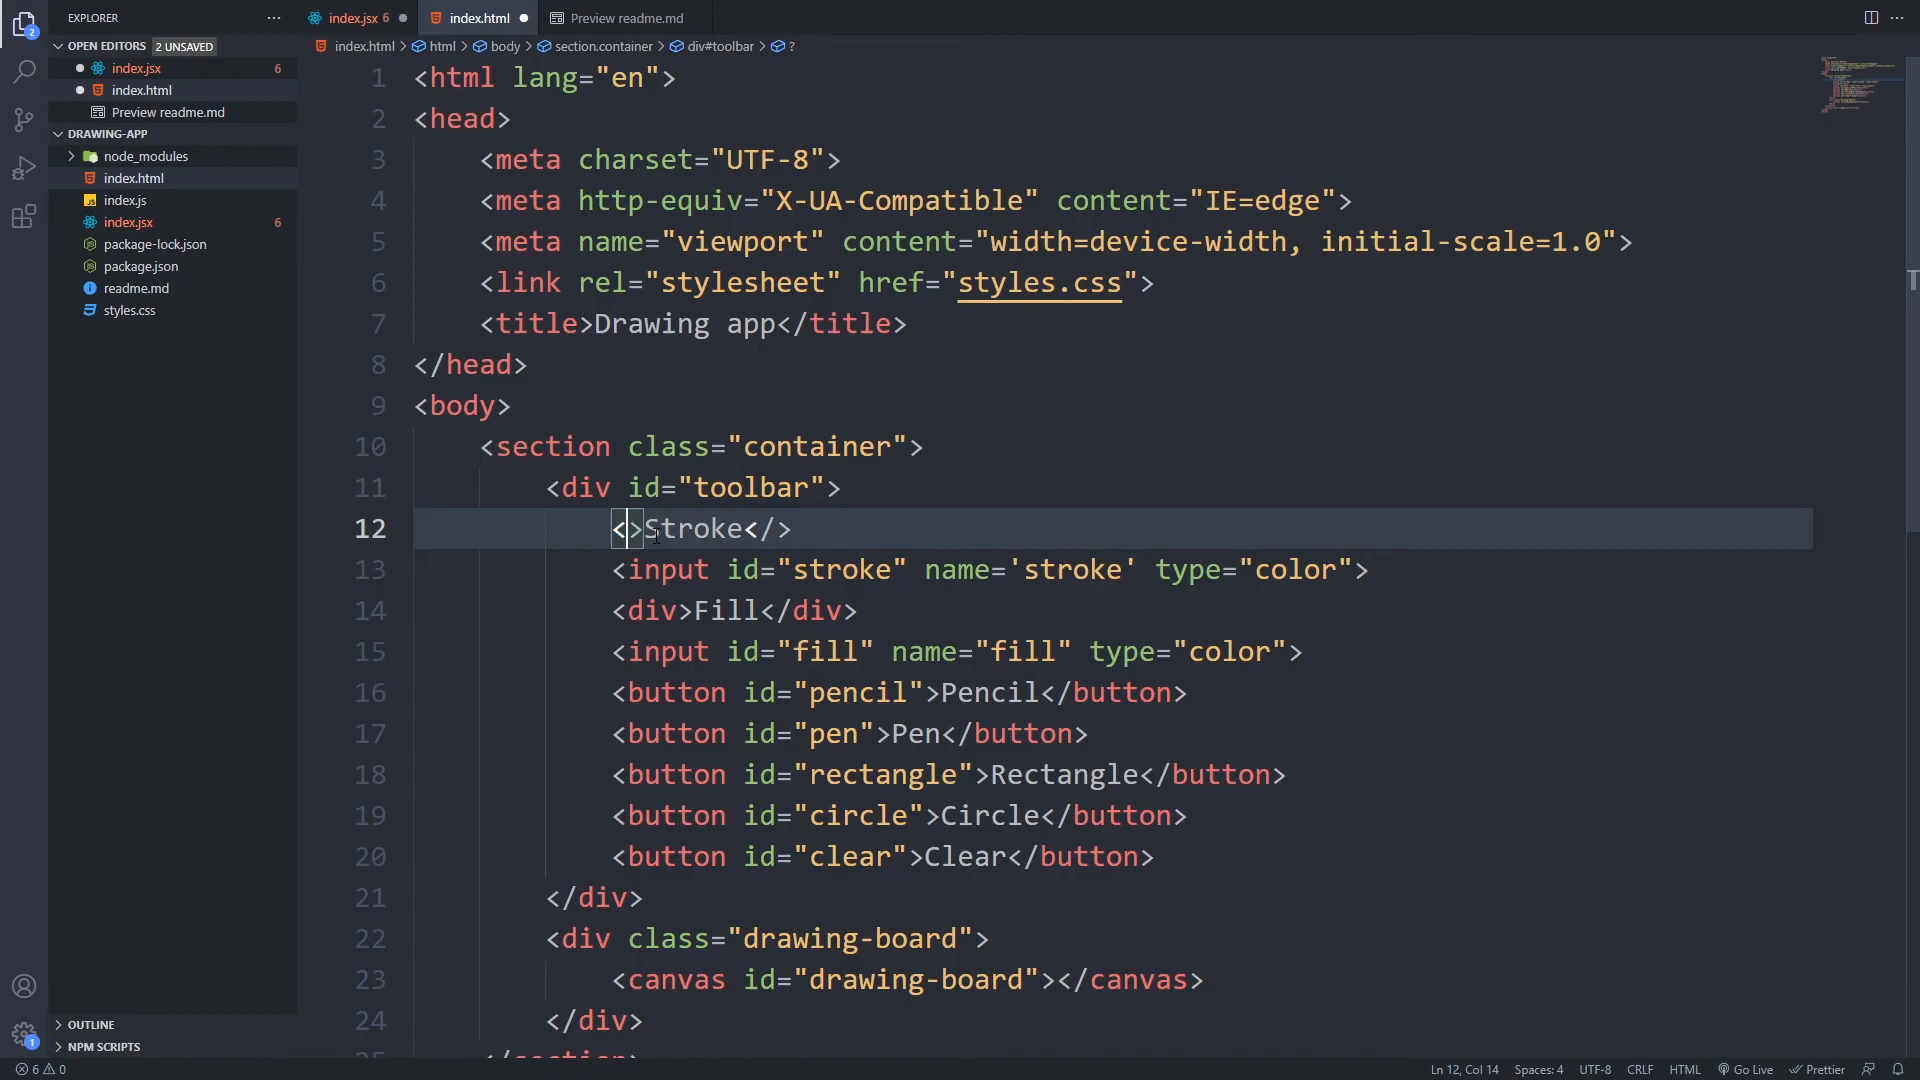 EXPLORER
index.jsx 6
index.html
Preview readme.md
OPEN EDITORS 2 UNSAVED
index.html > html > body > section.container > div#toolbar > ?
index.jsx 6
index.html
Preview readme.md
DRAWING-APP
node_modules
index.html
index.js
index.jsx 6
package-lock.json
package.json
readme.md
styles.css
OUTLINE
NPM SCRIPTS
2
1
1 <html lang="en">
2 <head>
3 <meta charset="UTF-8">
4 <meta http-equiv="X-UA-Compatible" content="IE=edge">
5 <meta name="viewport" content="width=device-width, initial-scale=1.0">
6 <link rel="stylesheet" href="styles.css">
7 <title>Drawing app</title>
8 </head>
9 <body>
10 <section class="container">
11 <div id="toolbar">
12 <>Stroke</>
13 <input id="stroke" name='stroke' type="color">
14 <div>Fill</div>
15 <input id="fill" name="fill" type="color">
16 <button id="pencil">Pencil</button>
17 <button id="pen">Pen</button>
18 <button id="rectangle">Rectangle</button>
19 <button id="circle">Circle</button>
20 <button id="clear">Clear</button>
21 </div>
22 <div class="drawing-board">
23 <canvas id="drawing-board"></canvas>
24 </div>
6 0
Ln 12, Col 14 Spaces: 4 UTF-8 CRLF HTML Go Live Prettier